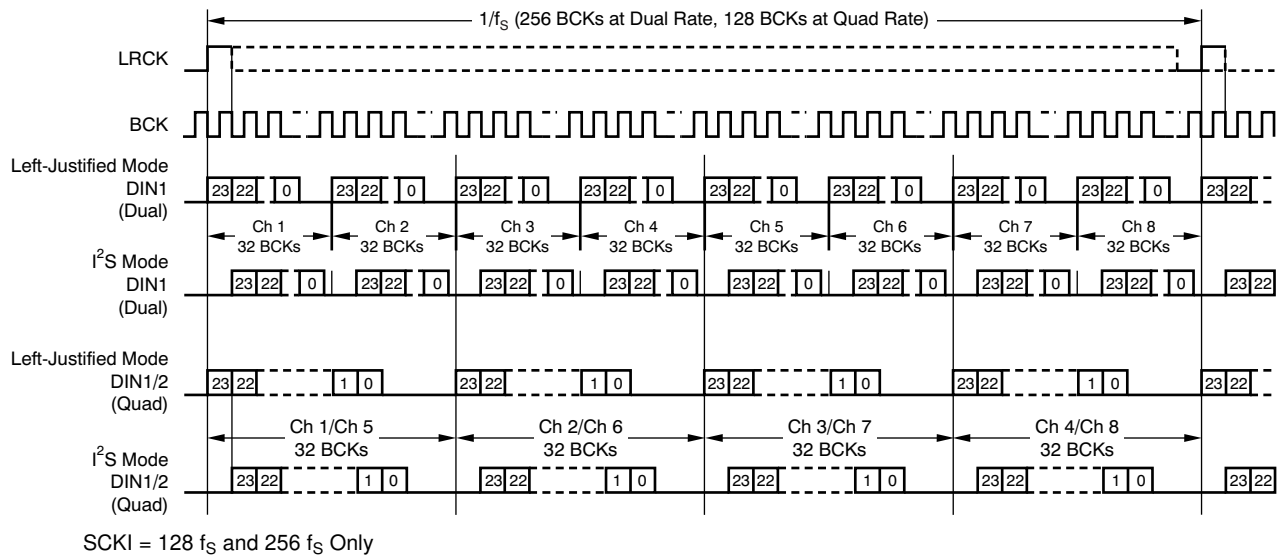 1/fS (256 BCKs at Dual Rate, 128 BCKs at Quad Rate)
LRCK
BCK
Left-Justified Mode
DIN1
(Dual)
23 22 0 23 22 0 23 22 0 23 22 0 23 22 0 23 22 0 23 22 0 23 22 0 23 22
Ch 1 Ch 2 Ch 3 Ch 4 Ch 5 Ch 6 Ch 7 Ch 8
32 BCKs 32 BCKs 32 BCKs 32 BCKs 32 BCKs 32 BCKs 32 BCKs 32 BCKs
I2S Mode
DIN1
(Dual)
23 22 0 23 22 0 23 22 0 23 22 0 23 22 0 23 22 0 23 22 0 23 22 0 23 22
Left-Justified Mode
DIN1/2
(Quad)
23 22 1 0 23 22 1 0 23 22 1 0 23 22 1 0 23 22
Ch 1/Ch 5 Ch 2/Ch 6 Ch 3/Ch 7 Ch 4/Ch 8
32 BCKs 32 BCKs 32 BCKs 32 BCKs
I2S Mode
DIN1/2
(Quad)
23 22 1 0 23 22 1 0 23 22 1 0 23 22 1 0 23 22
SCKI = 128 fS and 256 fS Only